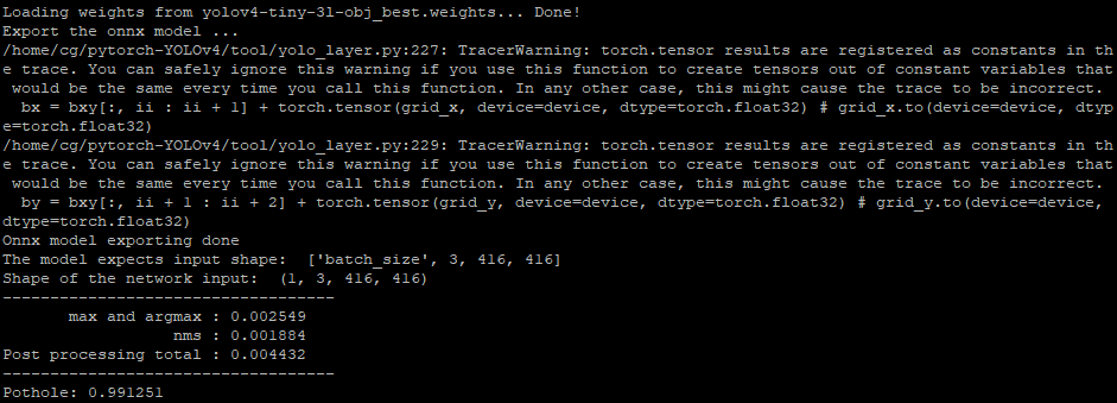 Loading weights from yolov4-tiny-3l-obj_best.weights... Done!
Export the onnx model ...
/home/cg/pytorch-YOLOv4/tool/yolo_layer.py:227: TracerWarning: torch.tensor results are registered as constants in th
e trace. You can safely ignore this warning if you use this function to create tensors out of constant variables that
 would be the same every time you call this function. In any other case, this might cause the trace to be incorrect.
  bx = bxy[:, ii : ii + 1] + torch.tensor(grid_x, device=device, dtype=torch.float32) # grid_x.to(device=device, dtyp
e=torch.float32)
/home/cg/pytorch-YOLOv4/tool/yolo_layer.py:229: TracerWarning: torch.tensor results are registered as constants in th
e trace. You can safely ignore this warning if you use this function to create tensors out of constant variables that
 would be the same every time you call this function. In any other case, this might cause the trace to be incorrect.
  by = bxy[:, ii + 1 : ii + 2] + torch.tensor(grid_y, device=device, dtype=torch.float32) # grid_y.to(device=device, 
dtype=torch.float32)
Onnx model exporting done
The model expects input shape:  ['batch_size', 3, 416, 416]
Shape of the network input:  (1, 3, 416, 416)
-----------------------------------
       max and argmax : 0.002549
                  nms : 0.001884
Post processing total : 0.004432
-----------------------------------
Pothole: 0.991251